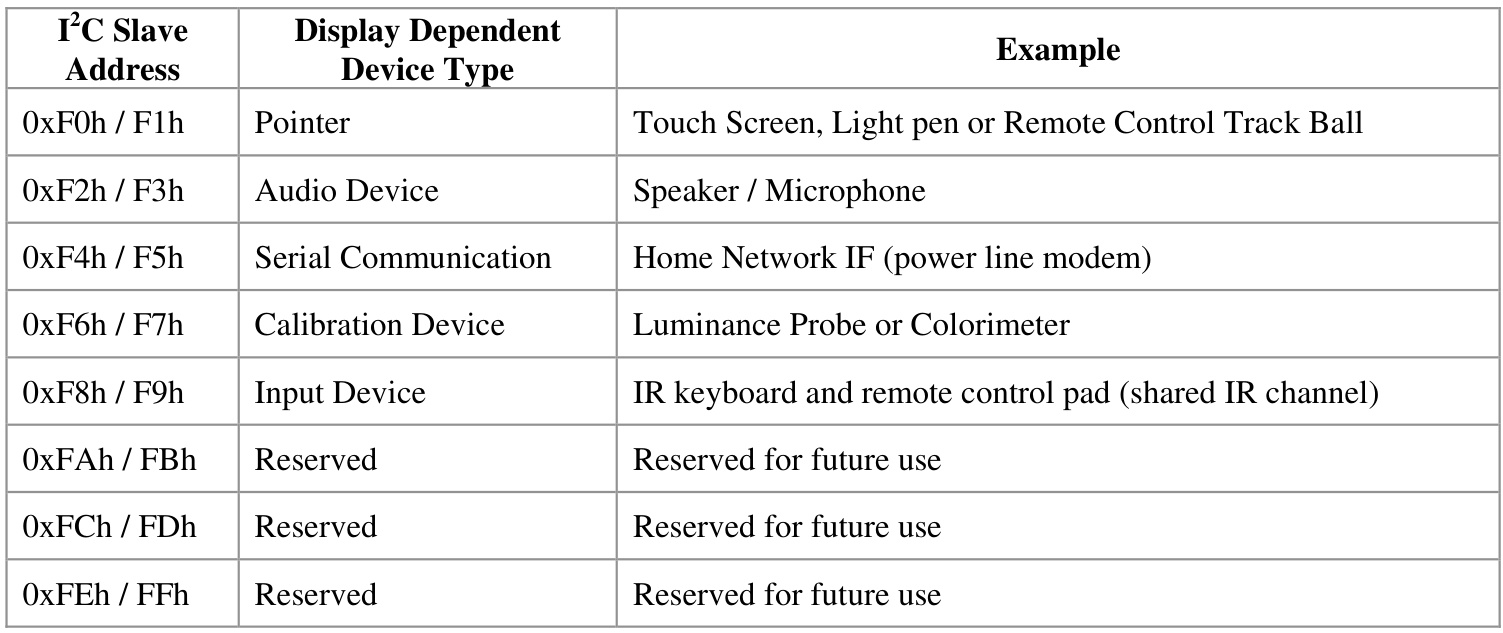 I²C Slave Address Display Dependent Device Type Example
0xF0h / F1h Pointer Touch Screen, Light pen or Remote Control Track Ball
0xF2h / F3h Audio Device Speaker / Microphone
0xF4h / F5h Serial Communication Home Network IF (power line modem)
0xF6h / F7h Calibration Device Luminance Probe or Colorimeter
0xF8h / F9h Input Device IR keyboard and remote control pad (shared IR channel)
0xFAh / FBh Reserved Reserved for future use
0xFCh / FDh Reserved Reserved for future use
0xFEh / FFh Reserved Reserved for future use